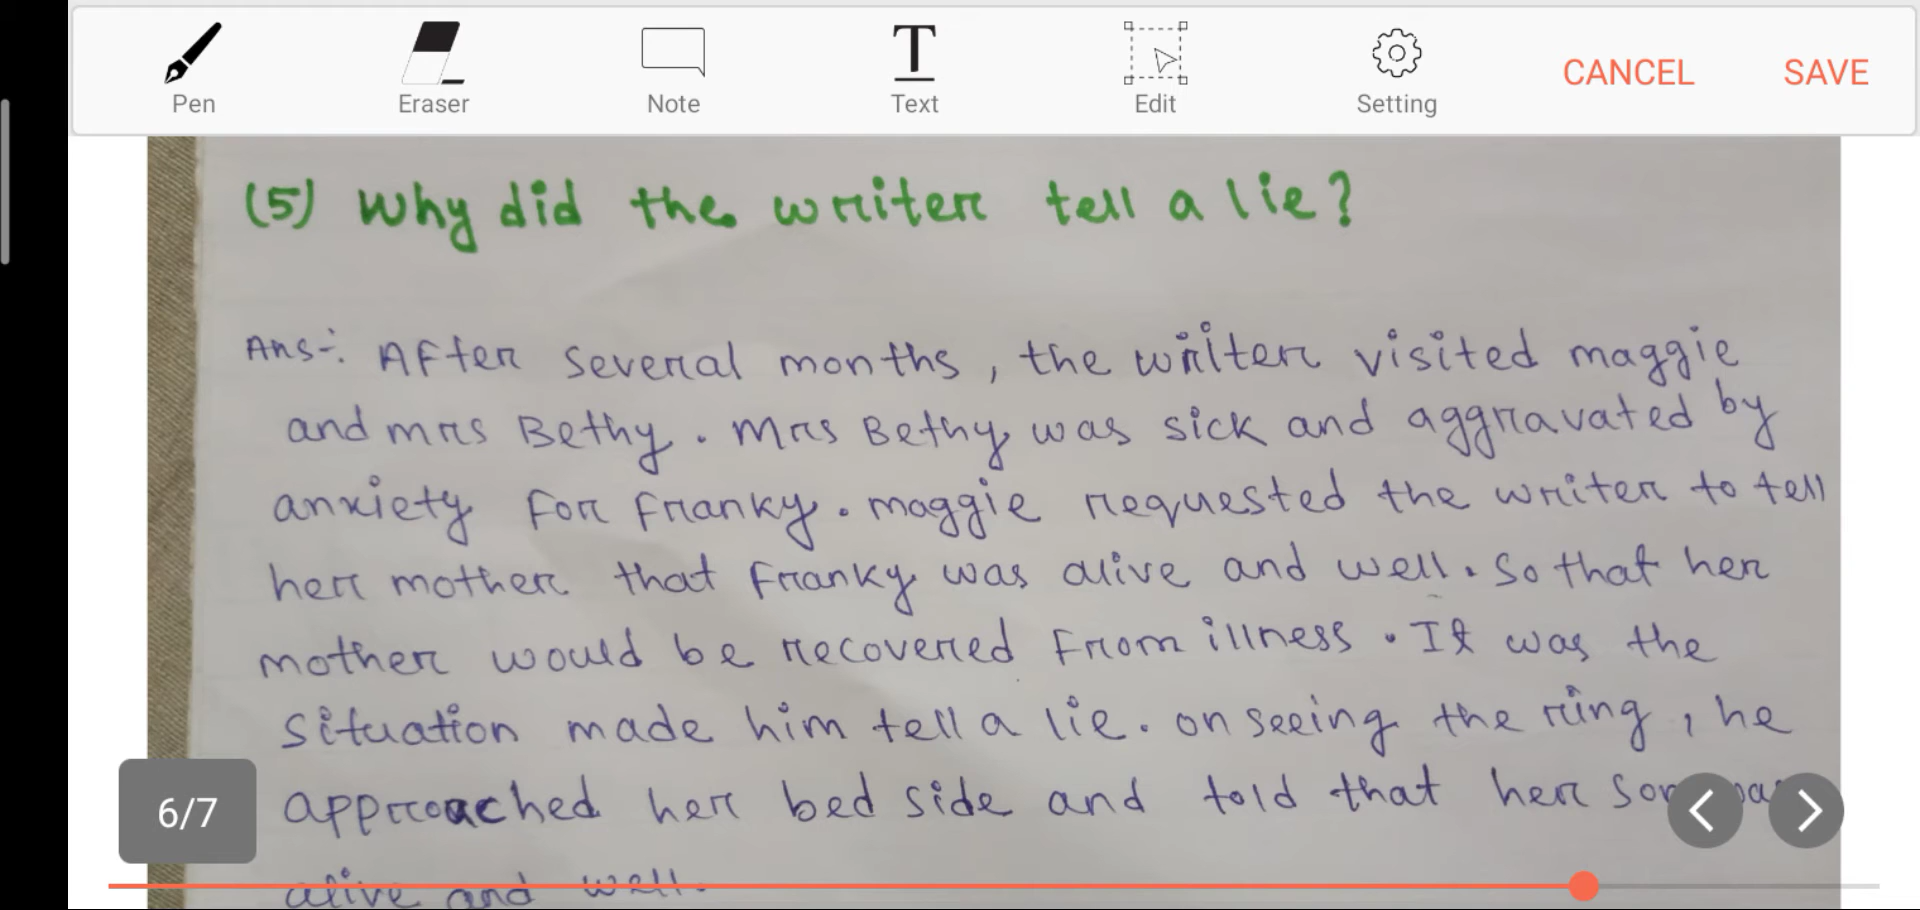 Pen Eraser Note T Text Edit Setting CANCEL SAVE
(5) Why did the writer tell a lie?
Ans-: After several months, the writer visited maggie
and mrs Bethy. Mrs Bethy was sick and aggravated by
anxiety for Franky. maggie requested the writer to tell
her mother that Franky was alive and well. So that her
mother would be recovered from illness. It was the
situation made him tell a lie. on seeing the ring, he
approached her bed side and told that her son
alive and well.
6/7